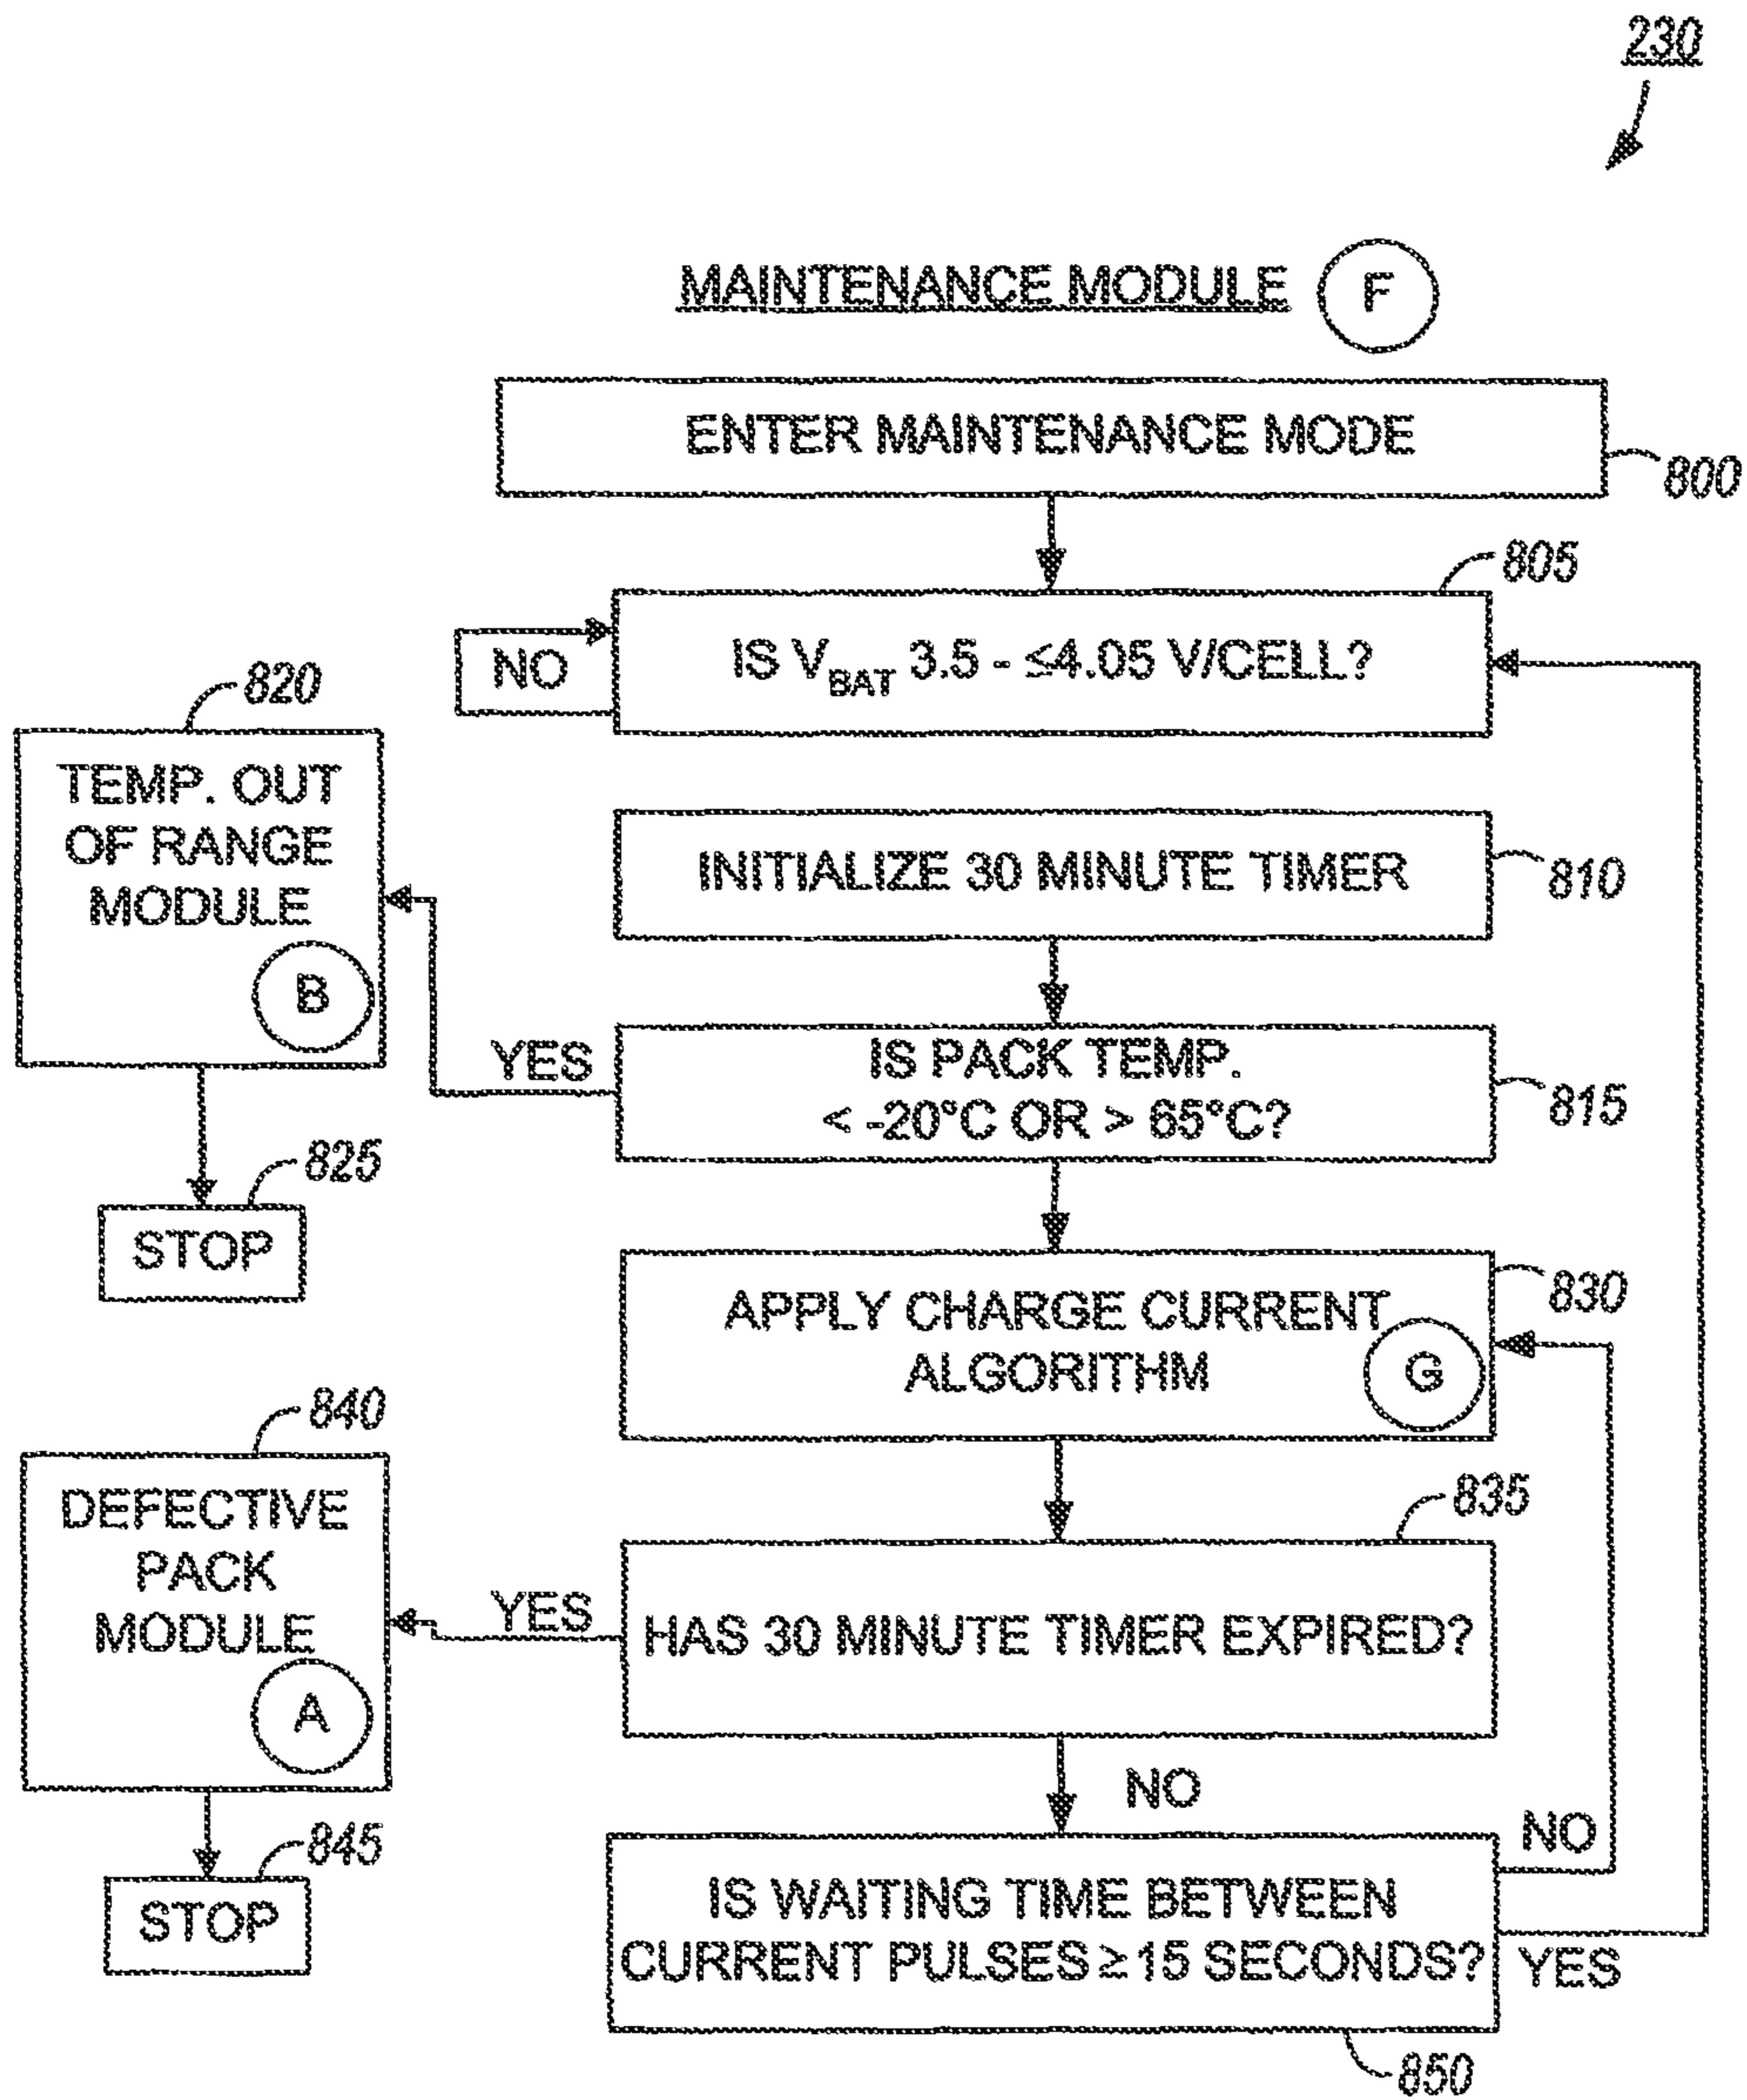 230
MAINTENANCE MODULE F
ENTER MAINTENANCE MODE
800
805
IS VBAT 3.5 - ≤4.05 V/CELL?
NO
820
TEMP. OUT
OF RANGE
MODULE
B
INITIALIZE 30 MINUTE TIMER
810
YES
IS PACK TEMP.
< -20°C OR > 65°C?
815
825
STOP
APPLY CHARGE CURRENT
ALGORITHM
G
830
840
DEFECTIVE
PACK
MODULE
A
835
YES
HAS 30 MINUTE TIMER EXPIRED?
NO
845
STOP
IS WAITING TIME BETWEEN
CURRENT PULSES ≥ 15 SECONDS?
NO
YES
850